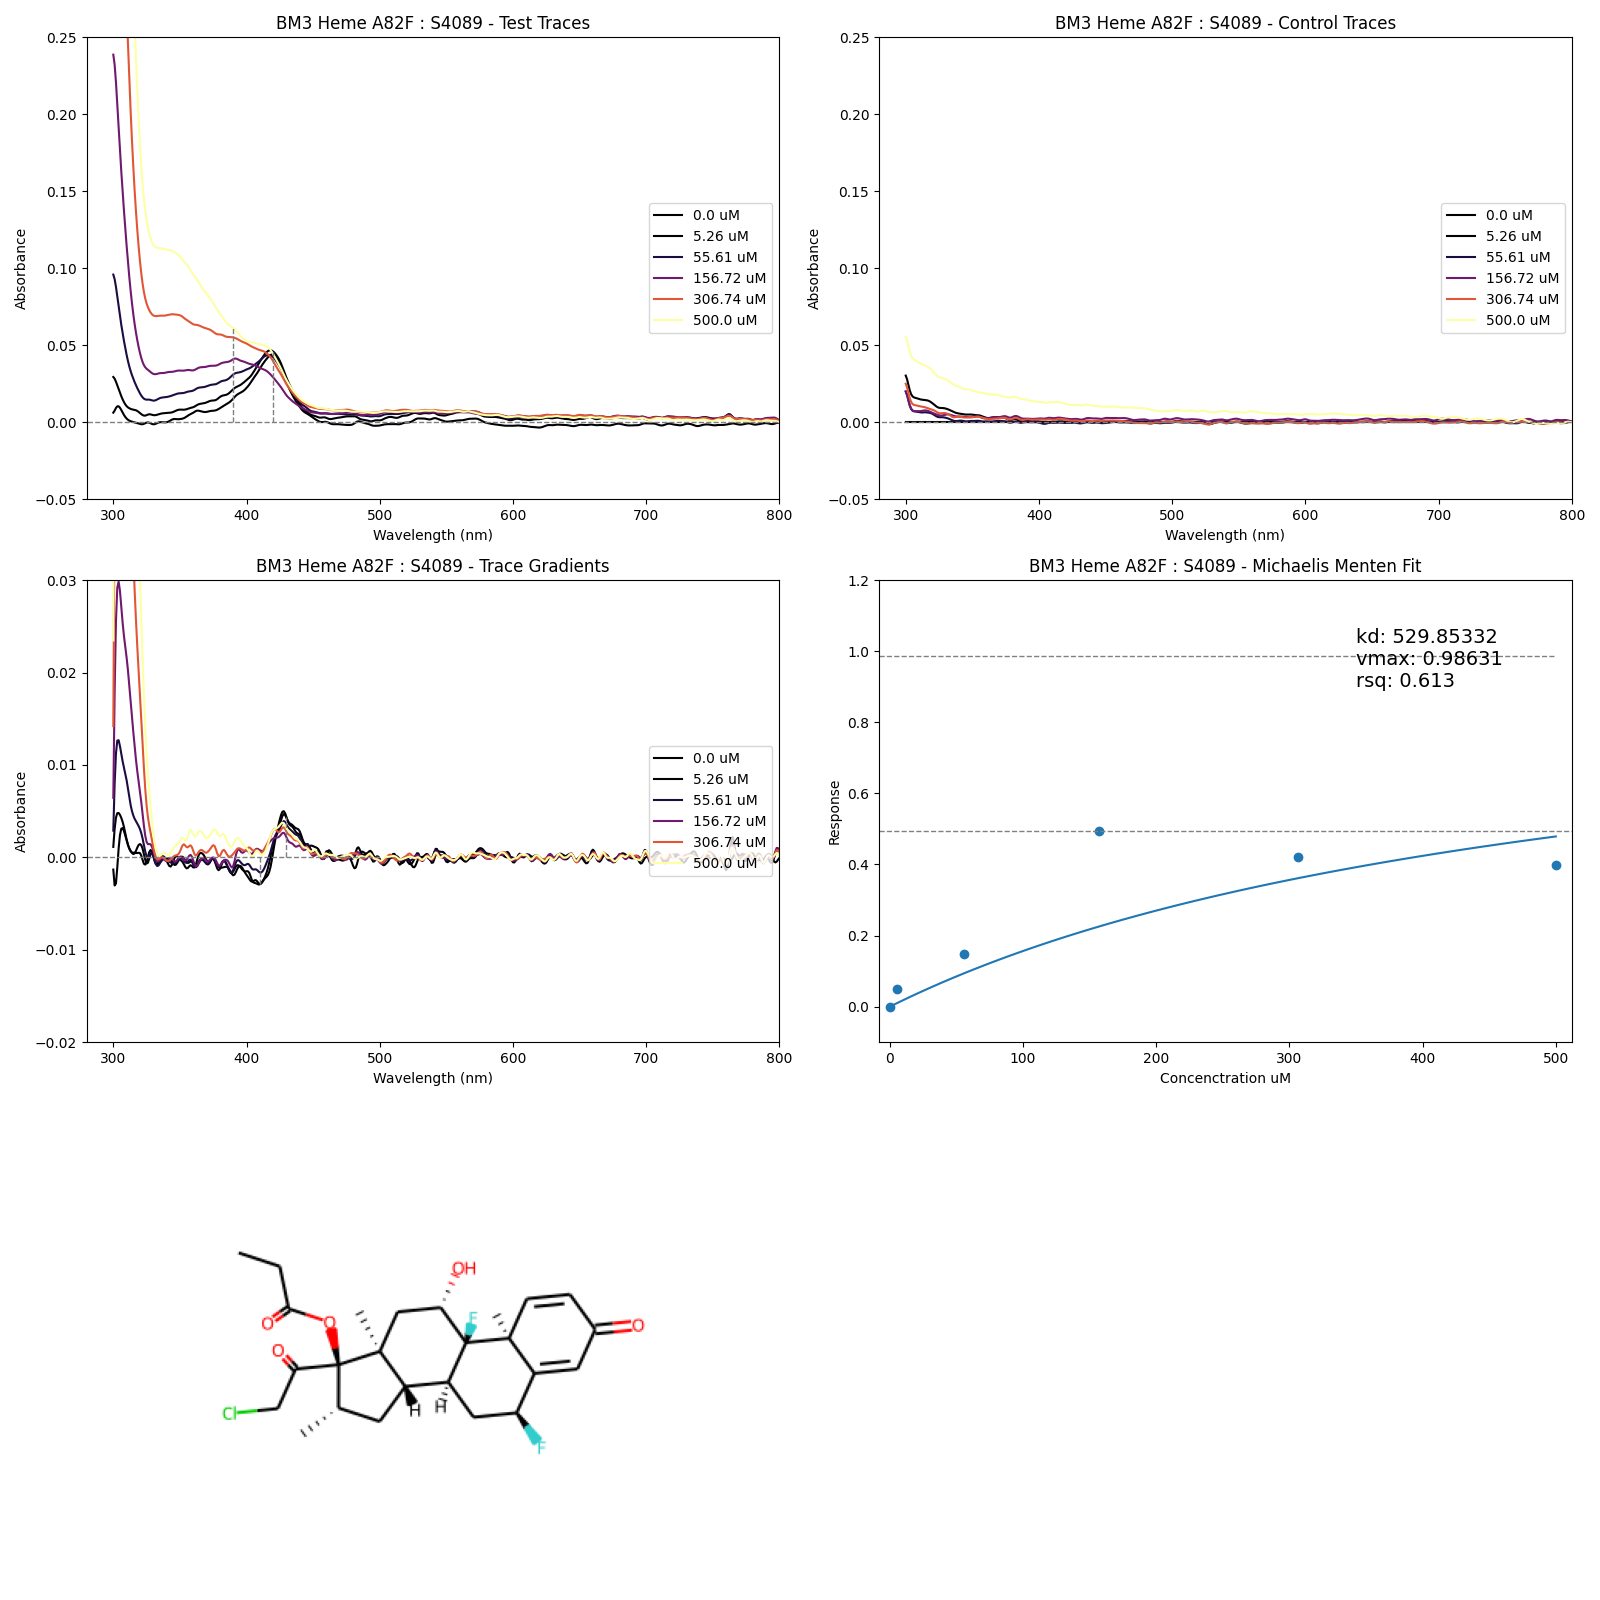 BM3 Heme A82F : S4089 - Test Traces
0.25
0.20
0.15
0.10
0.05
0.00
−0.05
Absorbance
300
400
500
600
700
800
Wavelength (nm)
0.0 uM
5.26 uM
55.61 uM
156.72 uM
306.74 uM
500.0 uM
BM3 Heme A82F : S4089 - Control Traces
0.25
0.20
0.15
0.10
0.05
0.00
−0.05
Absorbance
300
400
500
600
700
800
Wavelength (nm)
0.0 uM
5.26 uM
55.61 uM
156.72 uM
306.74 uM
500.0 uM
BM3 Heme A82F : S4089 - Trace Gradients
0.03
0.02
0.01
0.00
−0.01
−0.02
Absorbance
300
400
500
600
700
800
Wavelength (nm)
0.0 uM
5.26 uM
55.61 uM
156.72 uM
306.74 uM
500.0 uM
BM3 Heme A82F : S4089 - Michaelis Menten Fit
1.2
1.0
0.8
0.6
0.4
0.2
0.0
Response
0
100
200
300
400
500
Concenctration uM
kd: 529.85332
vmax: 0.98631
rsq: 0.613
OH
F
O
O
O
O
Cl
H
H
F